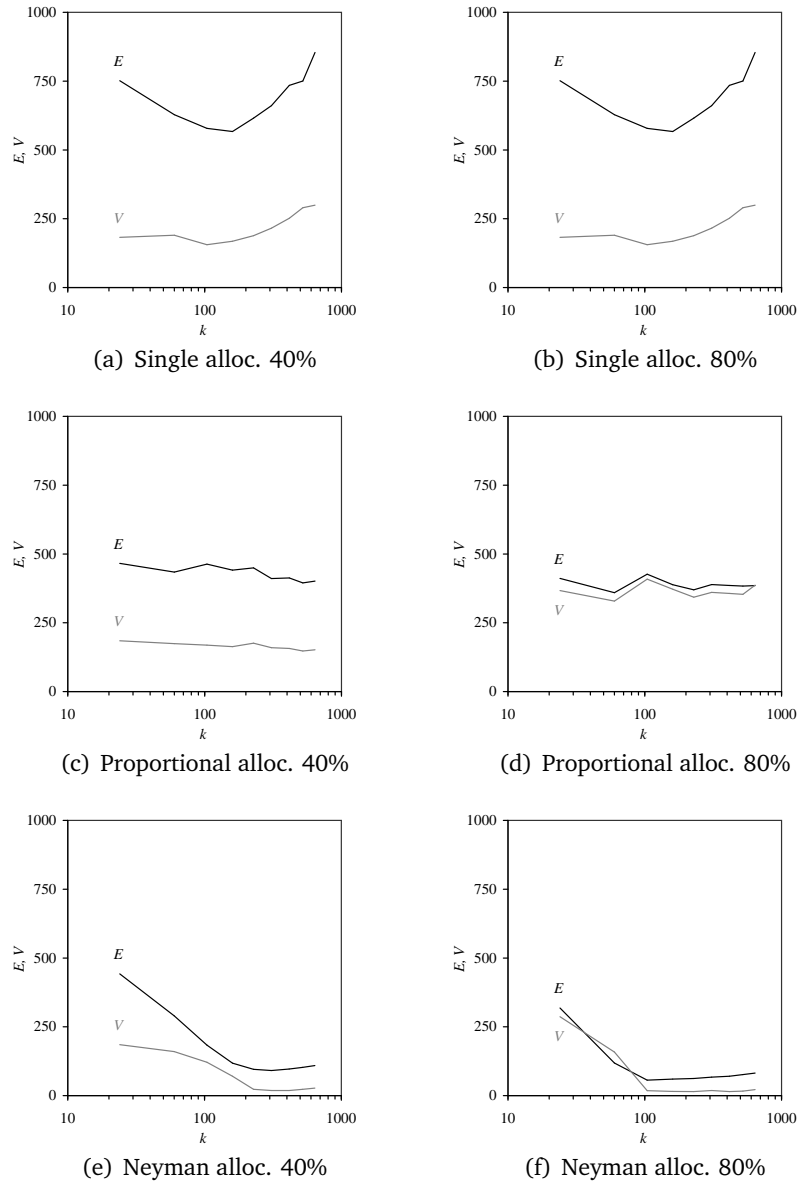 1000
750
500
250
0
E, V
E
V
10
100
1000
k
(a) Single alloc. 40%
1000
750
500
250
0
E, V
E
V
10
100
1000
k
(b) Single alloc. 80%
1000
750
500
250
0
E, V
E
V
10
100
1000
k
(c) Proportional alloc. 40%
1000
750
500
250
0
E, V
E
V
10
100
1000
k
(d) Proportional alloc. 80%
1000
750
500
250
0
E, V
E
V
10
100
1000
k
(e) Neyman alloc. 40%
1000
750
500
250
0
E, V
E
V
10
100
1000
k
(f) Neyman alloc. 80%